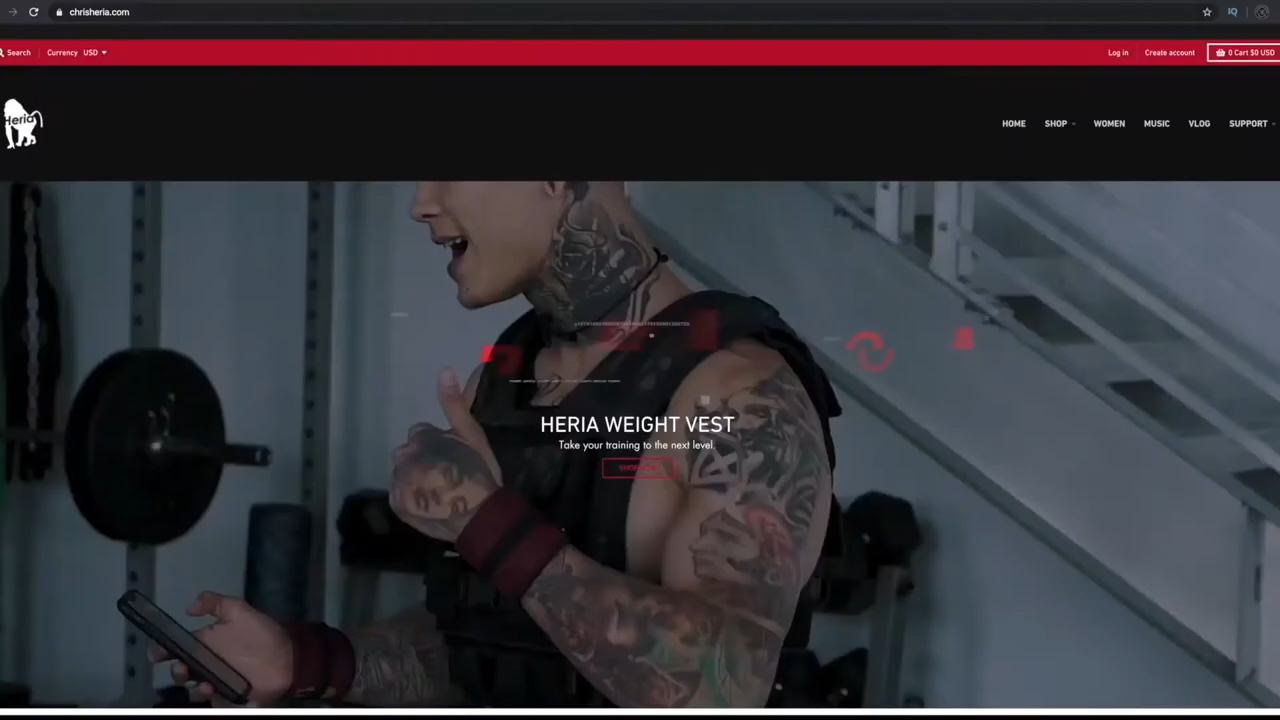 chrisheria.com
IQ
Search Currency USD Log in Create account 0 Cart $0 USD
Heria
HOME SHOP WOMEN MUSIC VLOG SUPPORT
HERIA WEIGHT VEST
Take your training to the next level.